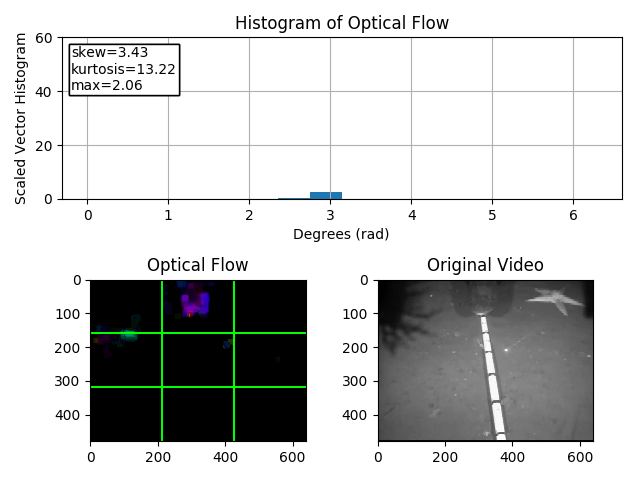 Histogram of Optical Flow
60
40
20
0
Scaled Vector Histogram
skew=3.43
kurtosis=13.22
max=2.06
0 1 2 3 4 5 6
Degrees (rad)
Optical Flow
0
100
200
300
400
0 200 400 600
Original Video
0
100
200
300
400
0 200 400 600